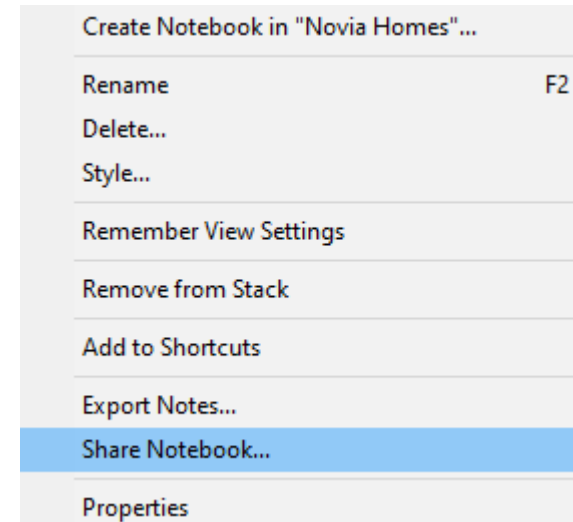 Create Notebook in "Novia Homes"...
Rename F2
Delete...
Style...
Remember View Settings
Remove from Stack
Add to Shortcuts
Export Notes...
Share Notebook...
Properties